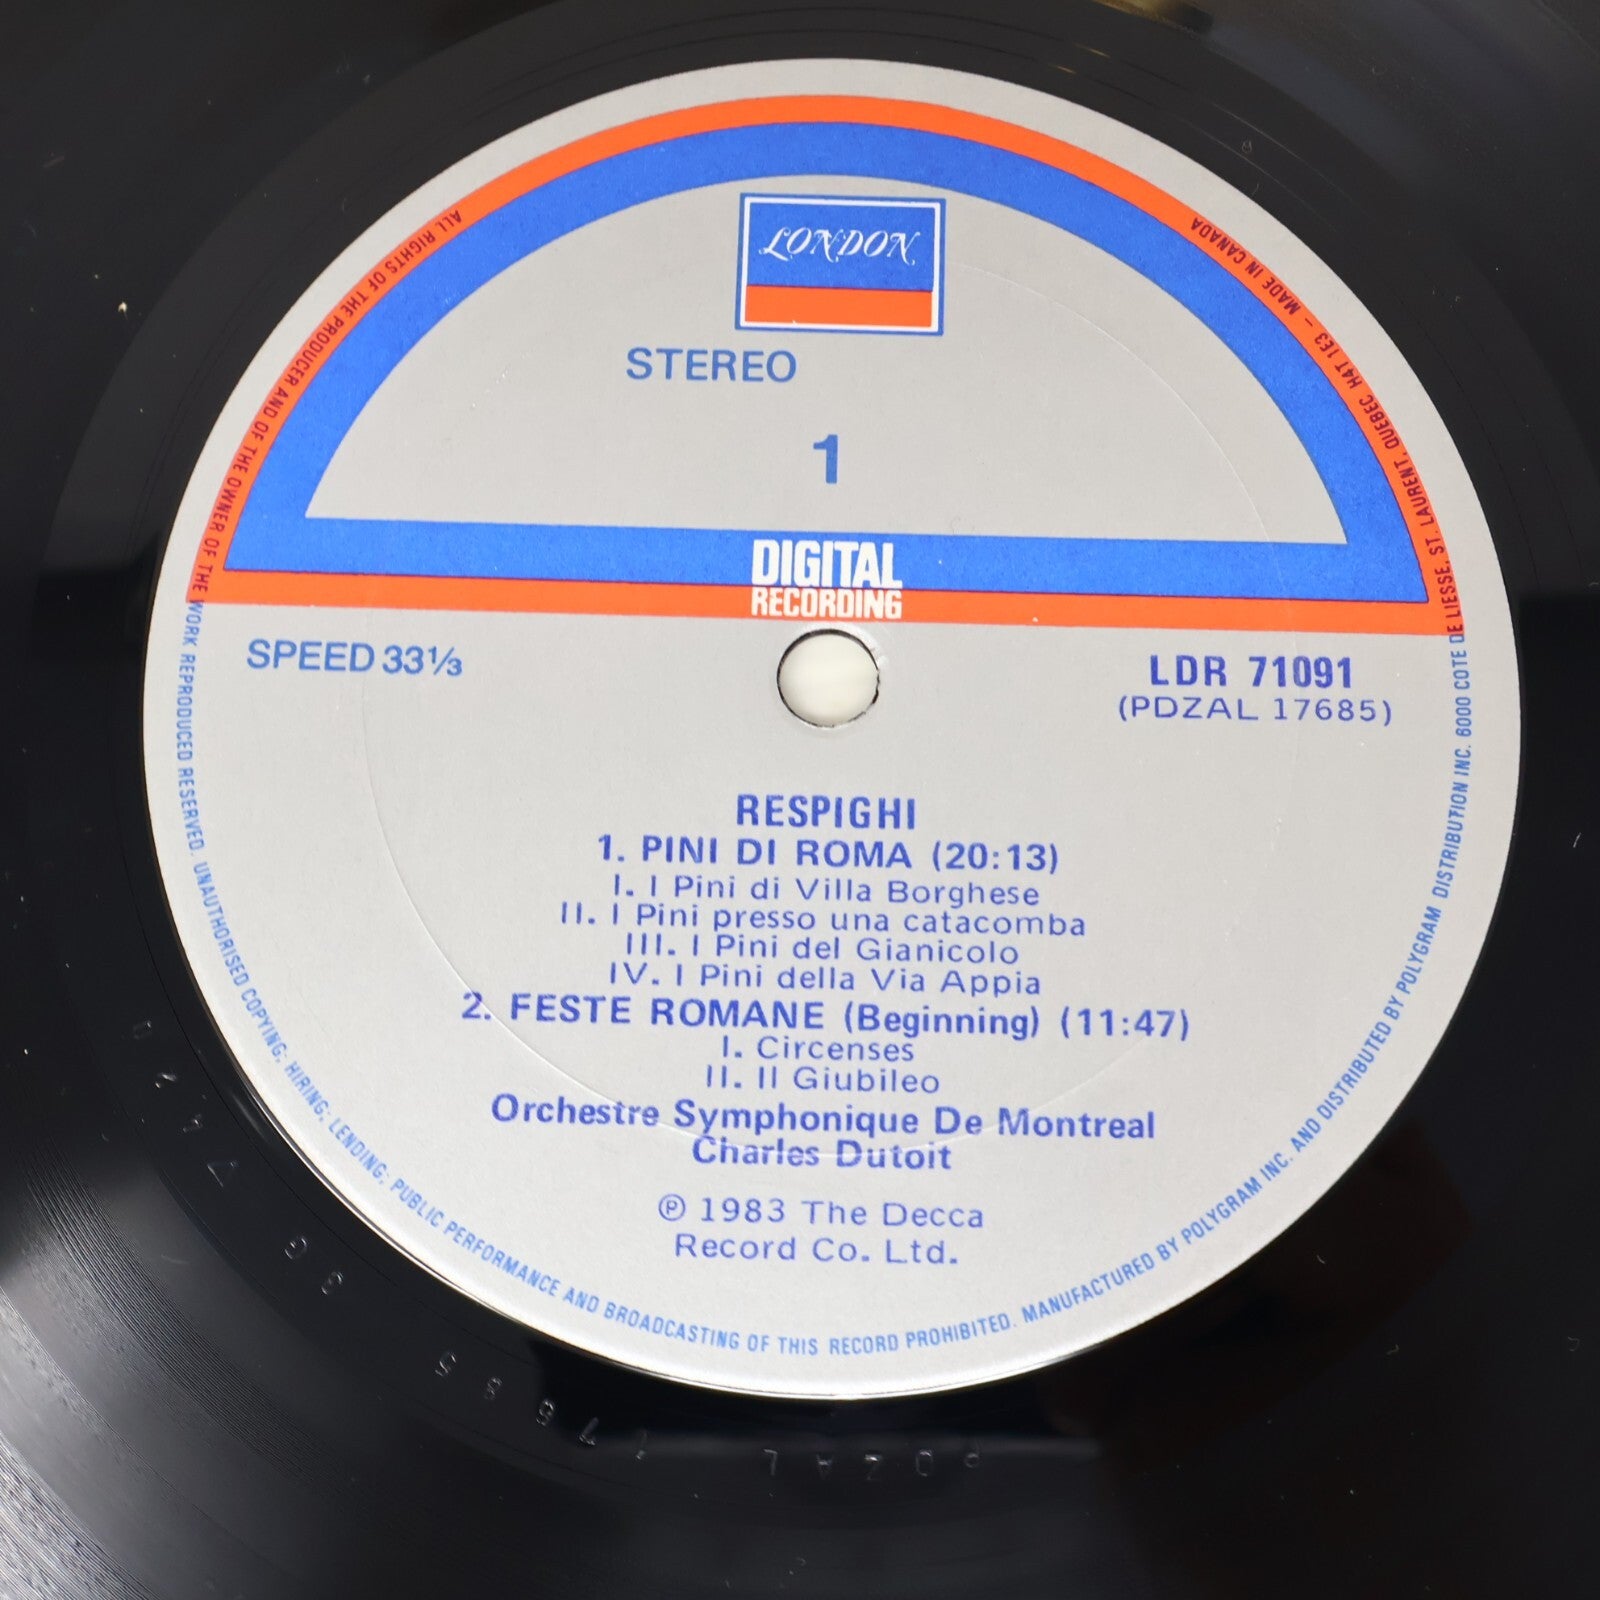 LONDON
STEREO
1
DIGITAL
RECORDING
SPEED 33⅓
LDR 71091
(PDZAL 17685)
RESPIGHI
1. PINI DI ROMA (20:13)
I. I Pini di Villa Borghese
II. I Pini presso una catacomba
III. I Pini del Gianicolo
IV. I Pini della Via Appia
2. FESTE ROMANE (Beginning) (11:47)
I. Circenses
II. Il Giubileo
Orchestre Symphonique De Montreal
Charles Dutoit
℗ 1983 The Decca
Record Co. Ltd.
ALL RIGHTS OF THE PRODUCER AND OF THE OWNER OF THE WORK REPRODUCED RESERVED. UNAUTHORISED COPYING; HIRING; LENDING; PUBLIC PERFORMANCE AND BROADCASTING OF THIS RECORD PROHIBITED. MANUFACTURED BY POLYGRAM INC. AND DISTRIBUTED BY POLYGRAM DISTRIBUTION INC. 6000 COTE DE LIESSE, ST. LAURENT, QUEBEC H4T 1E3 – MADE IN CANADA
PDZAL 17685